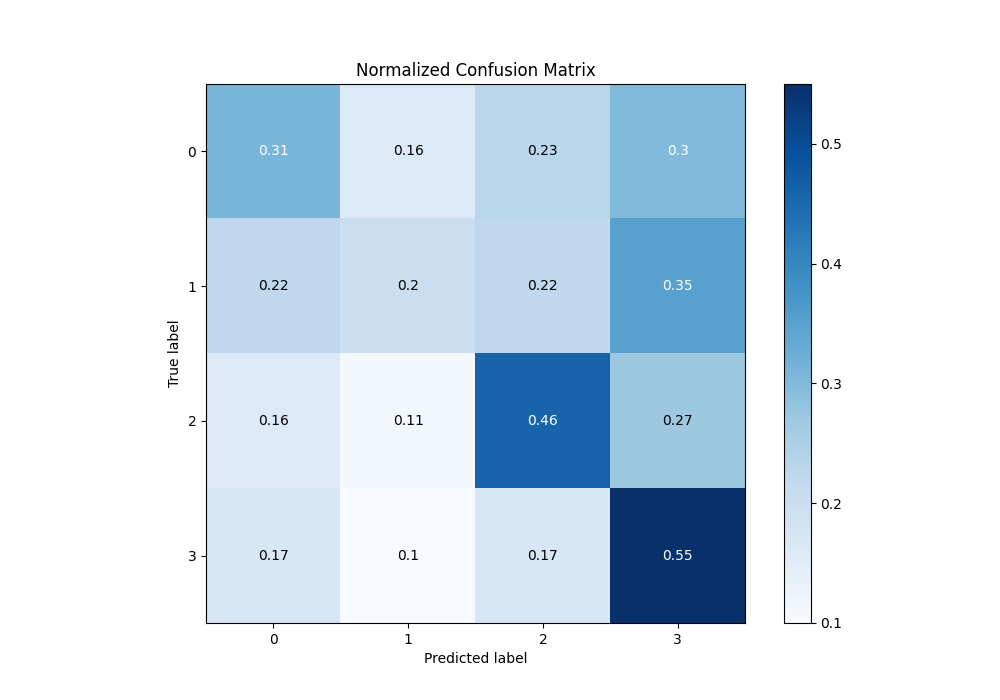 Normalized Confusion Matrix
True label
0
0.31 0.16 0.23 0.3
1
0.22 0.2 0.22 0.35
2
0.16 0.11 0.46 0.27
3
0.17 0.1 0.17 0.55
0 1 2 3
Predicted label
0.5
0.4
0.3
0.2
0.1